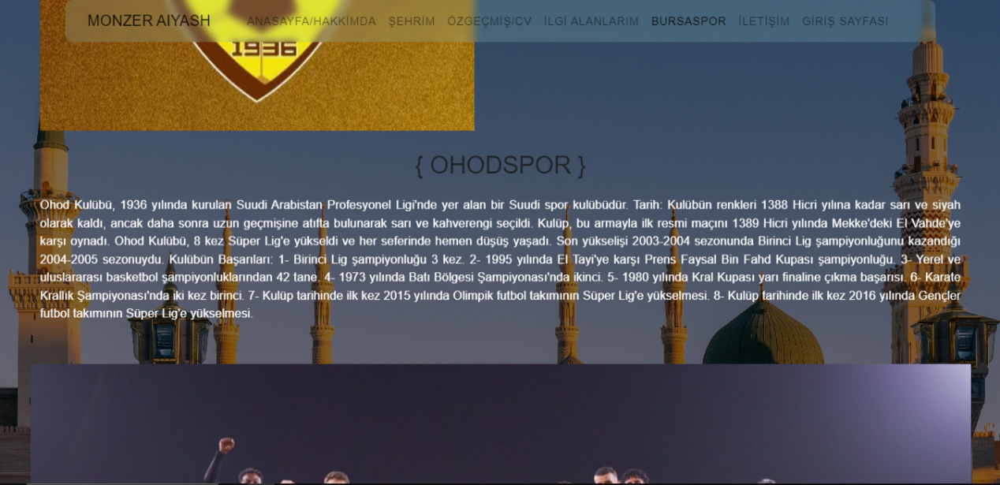 MONZER AIYASH ANASAYFA/HAKKİMDA ŞEHRİM ÖZGEÇMİŞ/CV İLGİ ALANLARIM BURSASPOR İLETİŞİM GİRİŞ SAYFASI
1936
{ OHODSPOR }
Ohod Kulübü, 1936 yılında kurulan Suudi Arabistan Profesyonel Ligi'nde yer alan bir Suudi spor kulübüdür. Tarih: Kulübün renkleri 1388 Hicri yılına kadar sarı ve siyah
olarak kaldı, ancak daha sonra uzun geçmişine atıfta bulunarak sarı ve kahverengi seçildi. Kulüp, bu armayla ilk resmi maçını 1389 Hicri yılında Mekke'deki El Vahde'ye
karşı oynadı. Ohod Kulübü, 8 kez Süper Lig'e yükseldi ve her seferinde hemen düşüş yaşadı. Son yükselişi 2003-2004 sezonunda Birinci Lig şampiyonluğunu kazandığı
2004-2005 sezonuydu. Kulübün Başarıları: 1- Birinci Lig şampiyonluğu 3 kez. 2- 1995 yılında El Tayi'ye karşı Prens Faysal Bin Fahd Kupası şampiyonluğu. 3- Yerel ve
uluslararası basketbol şampiyonluklarından 42 tane. 4- 1973 yılında Batı Bölgesi Şampiyonası'nda ikinci. 5- 1980 yılında Kral Kupası yarı finaline çıkma başarısı. 6- Karate
Krallık Şampiyonası'nda iki kez birinci. 7- Kulüp tarihinde ilk kez 2015 yılında Olimpik futbol takımının Süper Lig'e yükselmesi. 8- Kulüp tarihinde ilk kez 2016 yılında Gençler
futbol takımının Süper Lig'e yükselmesi.